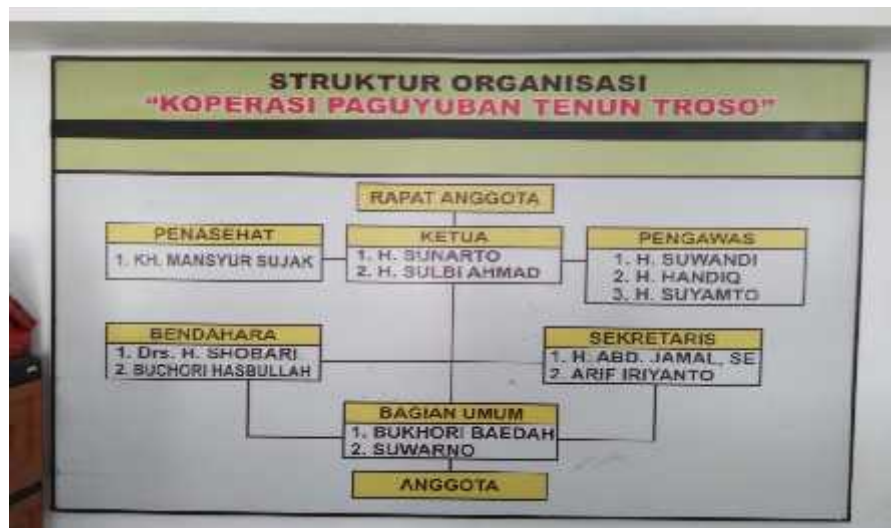 STRUKTUR ORGANISASI
"KOPERASI PAGUYUBAN TENUN TROSO"
RAPAT ANGGOTA
PENASEHAT
1. KH. MANSYUR SUJAK
KETUA
1. H. SUNARTO
2. H. SULBI AHMAD
PENGAWAS
1. H. SUWANDI
2. H. HANDIQ
3. H. SUYAMTO
BENDAHARA
1. Drs. H. SHOBARI
2. BUCHORI HASBULLAH
SEKRETARIS
1. H. ABD. JAMAL, SE
2. ARIF IRIYANTO
BAGIAN UMUM
1. BUKHORI BAEDAH
2. SUWARNO
ANGGOTA